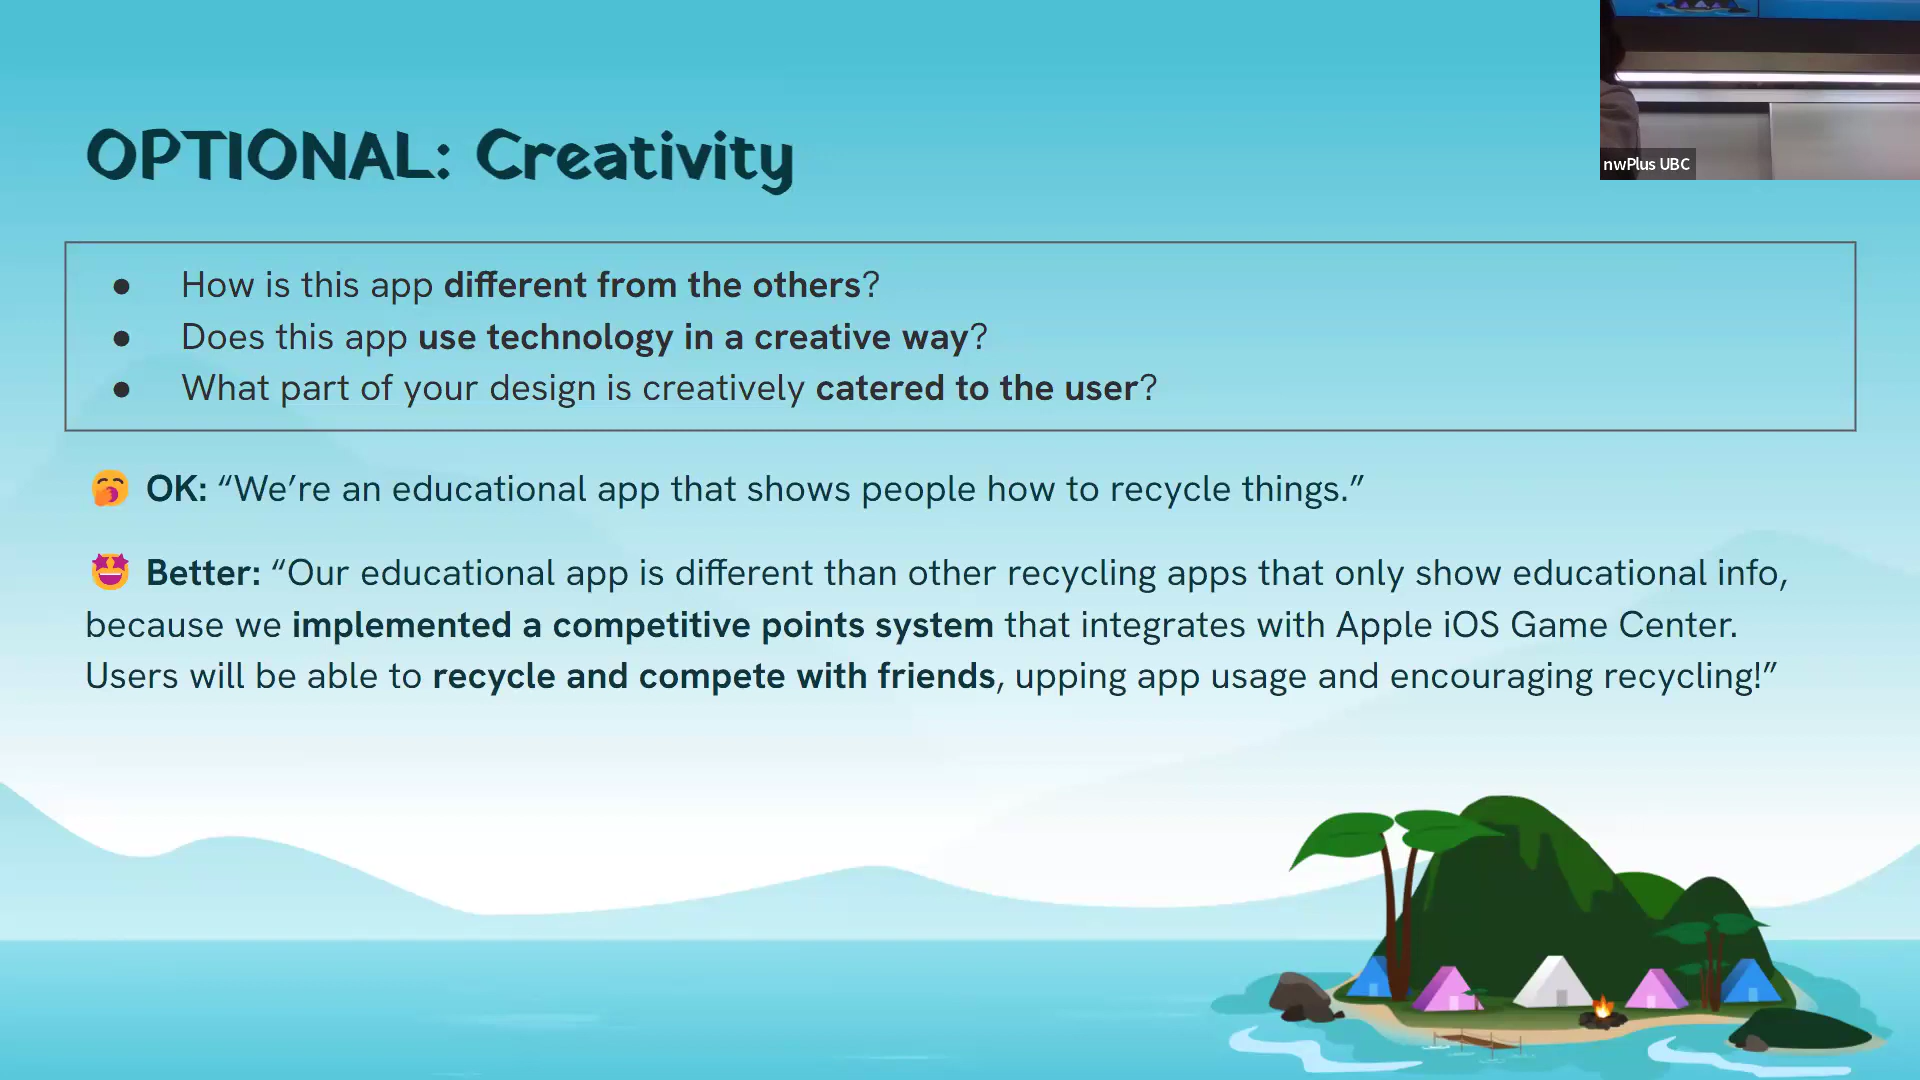 OPTIONAL: Creativity
nwPlus UBC
● How is this app different from the others?
● Does this app use technology in a creative way?
● What part of your design is creatively catered to the user?
🥱 OK: “We’re an educational app that shows people how to recycle things.”
🤩 Better: “Our educational app is different than other recycling apps that only show educational info,
because we implemented a competitive points system that integrates with Apple iOS Game Center.
Users will be able to recycle and compete with friends, upping app usage and encouraging recycling!”